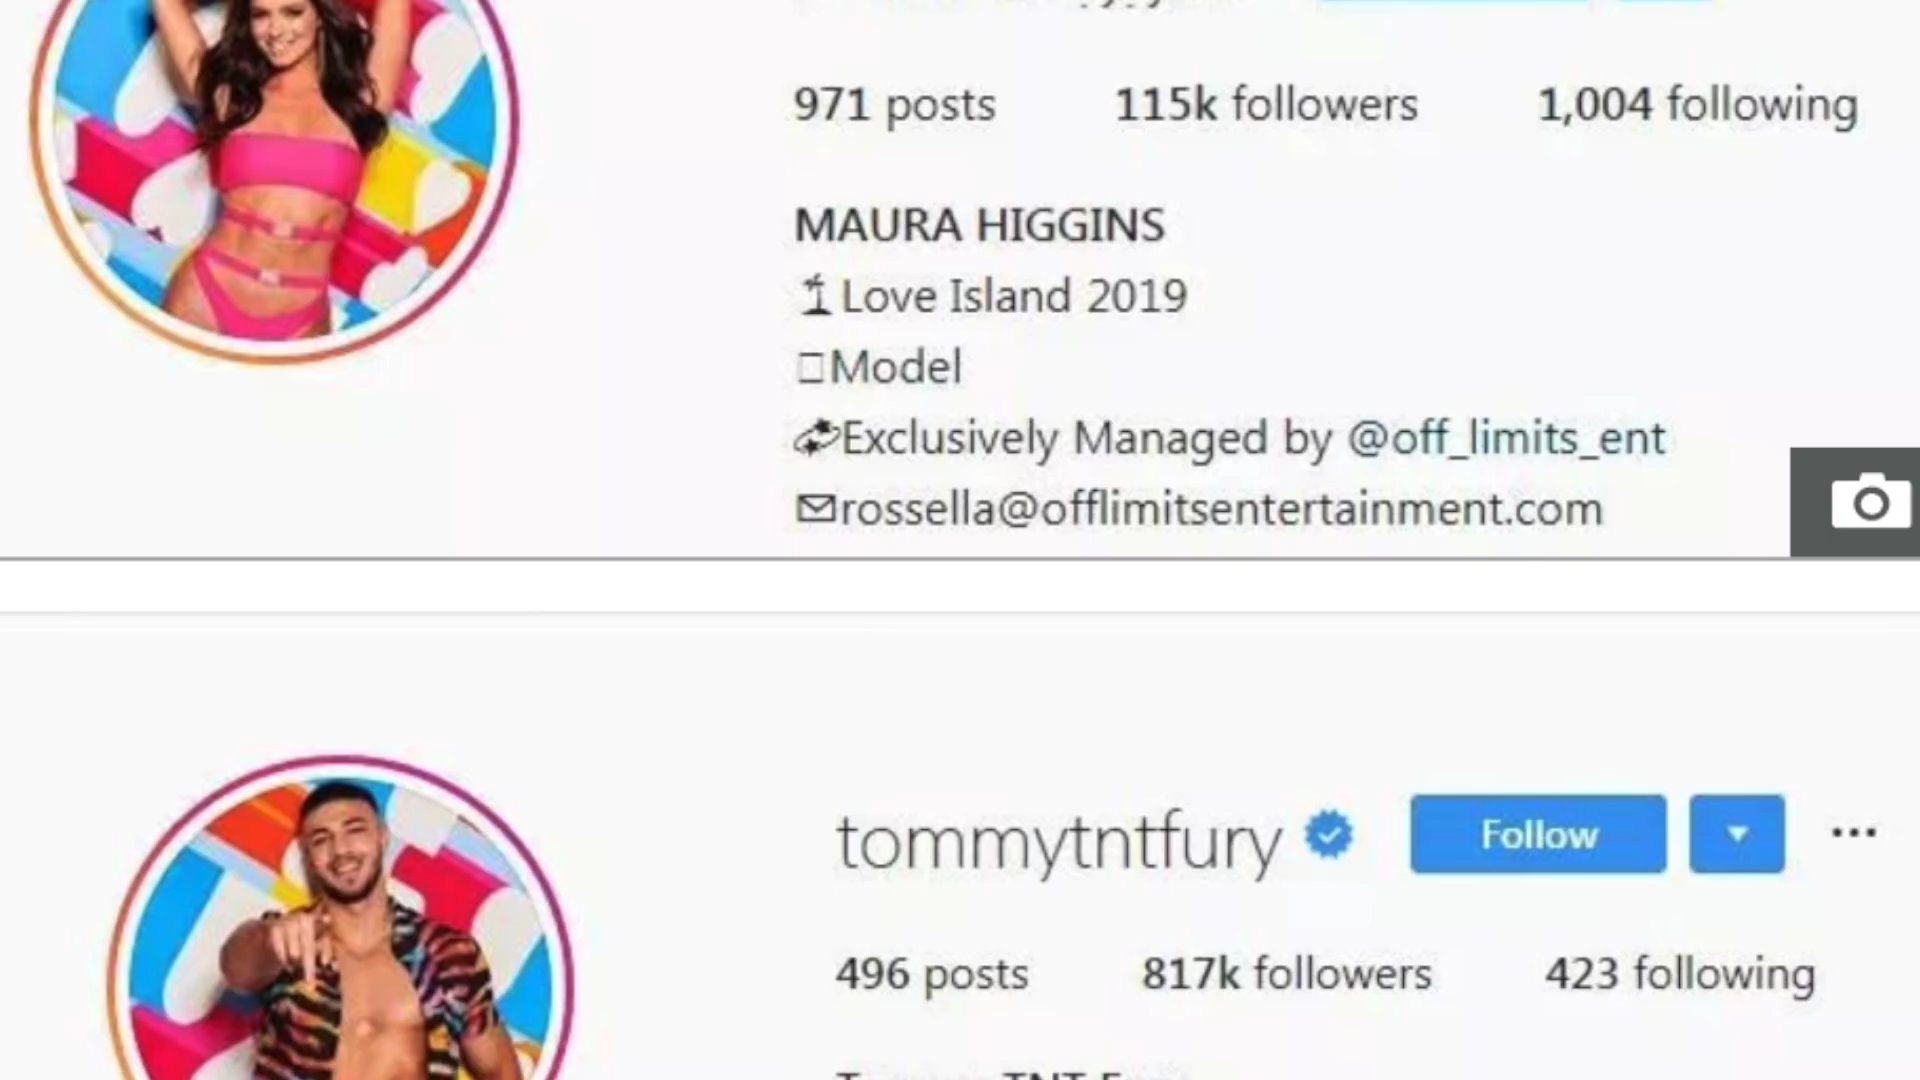 971 posts 115k followers 1,004 following
MAURA HIGGINS
Love Island 2019
Model
Exclusively Managed by @off_limits_ent
rossella@offlimitsentertainment.com
tommytntfury Follow
496 posts 817k followers 423 following